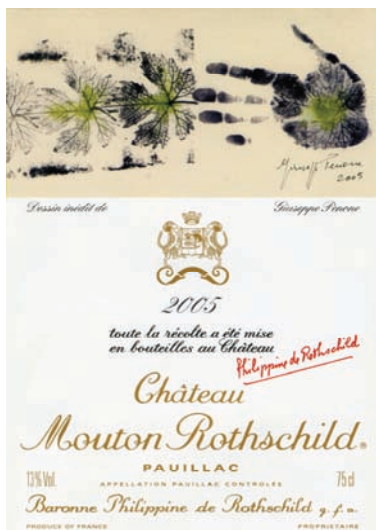 Giuseppe Penone
2005
Dessin inédit de Giuseppe Penone
2005
toute la récolte a été mise
en bouteilles au Château
Philippine de Rothschild
Château
Mouton Rothschild®
PAUILLAC
13% Vol. APPELLATION PAUILLAC CONTRÔLÉE 75 cl
Baronne Philippine de Rothschild g.f.a.
PRODUCE OF FRANCE PROPRIETAIRE